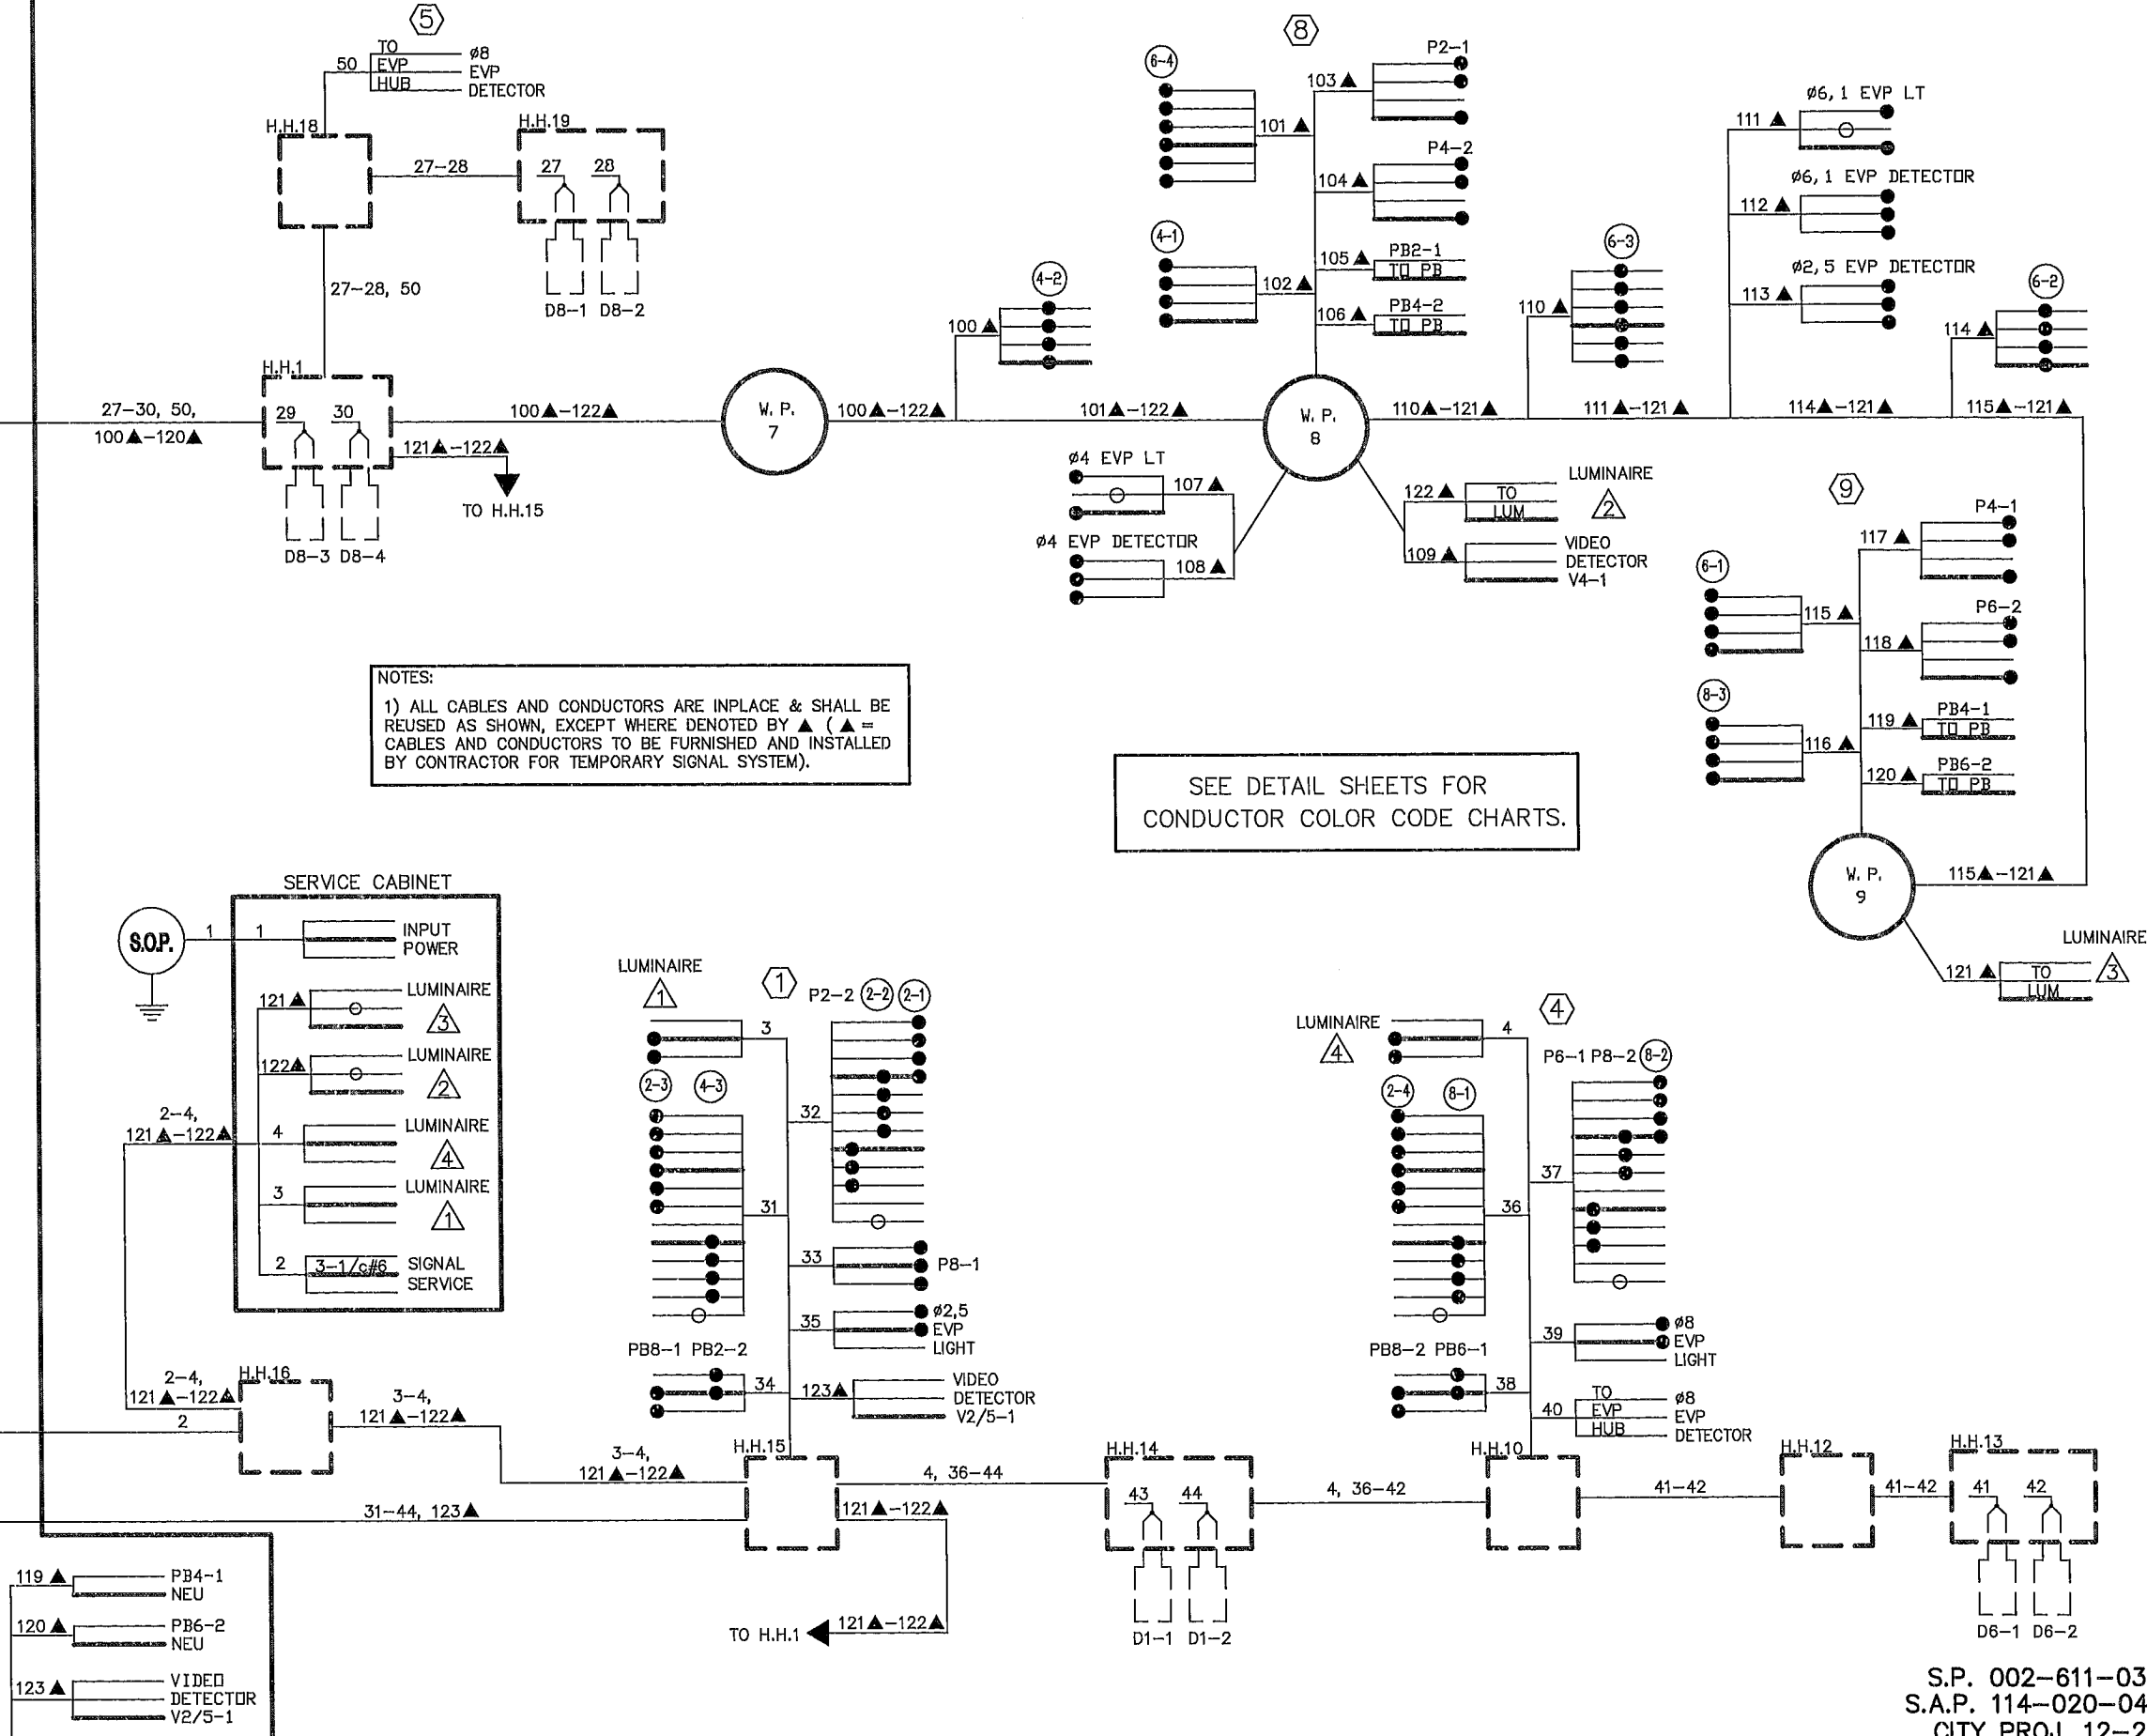 5
TO
50 EVP
HUB
ø8
EVP
DETECTOR
H.H.18
H.H.19
27-28
27 28
D8-1 D8-2
27-28, 50
H.H.1
27-30, 50,
100▲-120▲
29 30
D8-3 D8-4
100▲-122▲
121▲-122▲
TO H.H.15
W. P.
7
100▲-122▲
100▲
4-2
101▲-122▲
8
6-4
101▲
4-1
102▲
P2-1
103▲
P4-2
104▲
105▲ PB2-1
TO PB
106▲ PB4-2
TO PB
W. P.
8
ø4 EVP LT
107▲
ø4 EVP DETECTOR
108▲
122▲ TO
LUM
LUMINAIRE
2
109▲
VIDEO
DETECTOR
V4-1
110▲-121▲
110▲
6-3
111▲-121▲
ø6,1 EVP LT
111▲
ø6,1 EVP DETECTOR
112▲
ø2,5 EVP DETECTOR
113▲
114▲-121▲
6-2
114▲
115▲-121▲
9
P4-1
117▲
6-1
115▲
P6-2
118▲
8-3
116▲
119▲ PB4-1
TO PB
120▲ PB6-2
TO PB
W. P.
9
115▲-121▲
LUMINAIRE
121▲ TO
LUM
3
NOTES:
1) ALL CABLES AND CONDUCTORS ARE INPLACE & SHALL BE
REUSED AS SHOWN, EXCEPT WHERE DENOTED BY ▲ ( ▲ =
CABLES AND CONDUCTORS TO BE FURNISHED AND INSTALLED
BY CONTRACTOR FOR TEMPORARY SIGNAL SYSTEM).
SEE DETAIL SHEETS FOR
CONDUCTOR COLOR CODE CHARTS.
SERVICE CABINET
S.O.P.
1 1
INPUT
POWER
121▲ LUMINAIRE
3
122▲ LUMINAIRE
2
4 LUMINAIRE
4
3 LUMINAIRE
1
2 3-1/c#6 SIGNAL
SERVICE
2-4,
121▲-122▲
2-4,
121▲-122▲
2
H.H.16
3-4,
121▲-122▲
3-4,
121▲-122▲
31-44, 123▲
LUMINAIRE
1
1
3
P2-2 2-2 2-1
2-3 4-3
32
31
33 P8-1
35 ø2,5
EVP
LIGHT
PB8-1 PB2-2
34
123▲ VIDEO
DETECTOR
V2/5-1
H.H.15
4, 36-44
121▲-122▲
TO H.H.1 121▲-122▲
H.H.14
43 44
D1-1 D1-2
4, 36-42
LUMINAIRE
4
4
4
P6-1 P8-2 8-2
2-4 8-1
37
36
39 ø8
EVP
LIGHT
PB8-2 PB6-1
38
40 TO
EVP
HUB
ø8
EVP
DETECTOR
H.H.10
41-42
H.H.12
41-42
H.H.13
41 42
D6-1 D6-2
119▲ PB4-1
NEU
120▲ PB6-2
NEU
123▲ VIDEO
DETECTOR
V2/5-1
S.P. 002-611-03
S.A.P. 114-020-04
CITY PROJ. 12-2